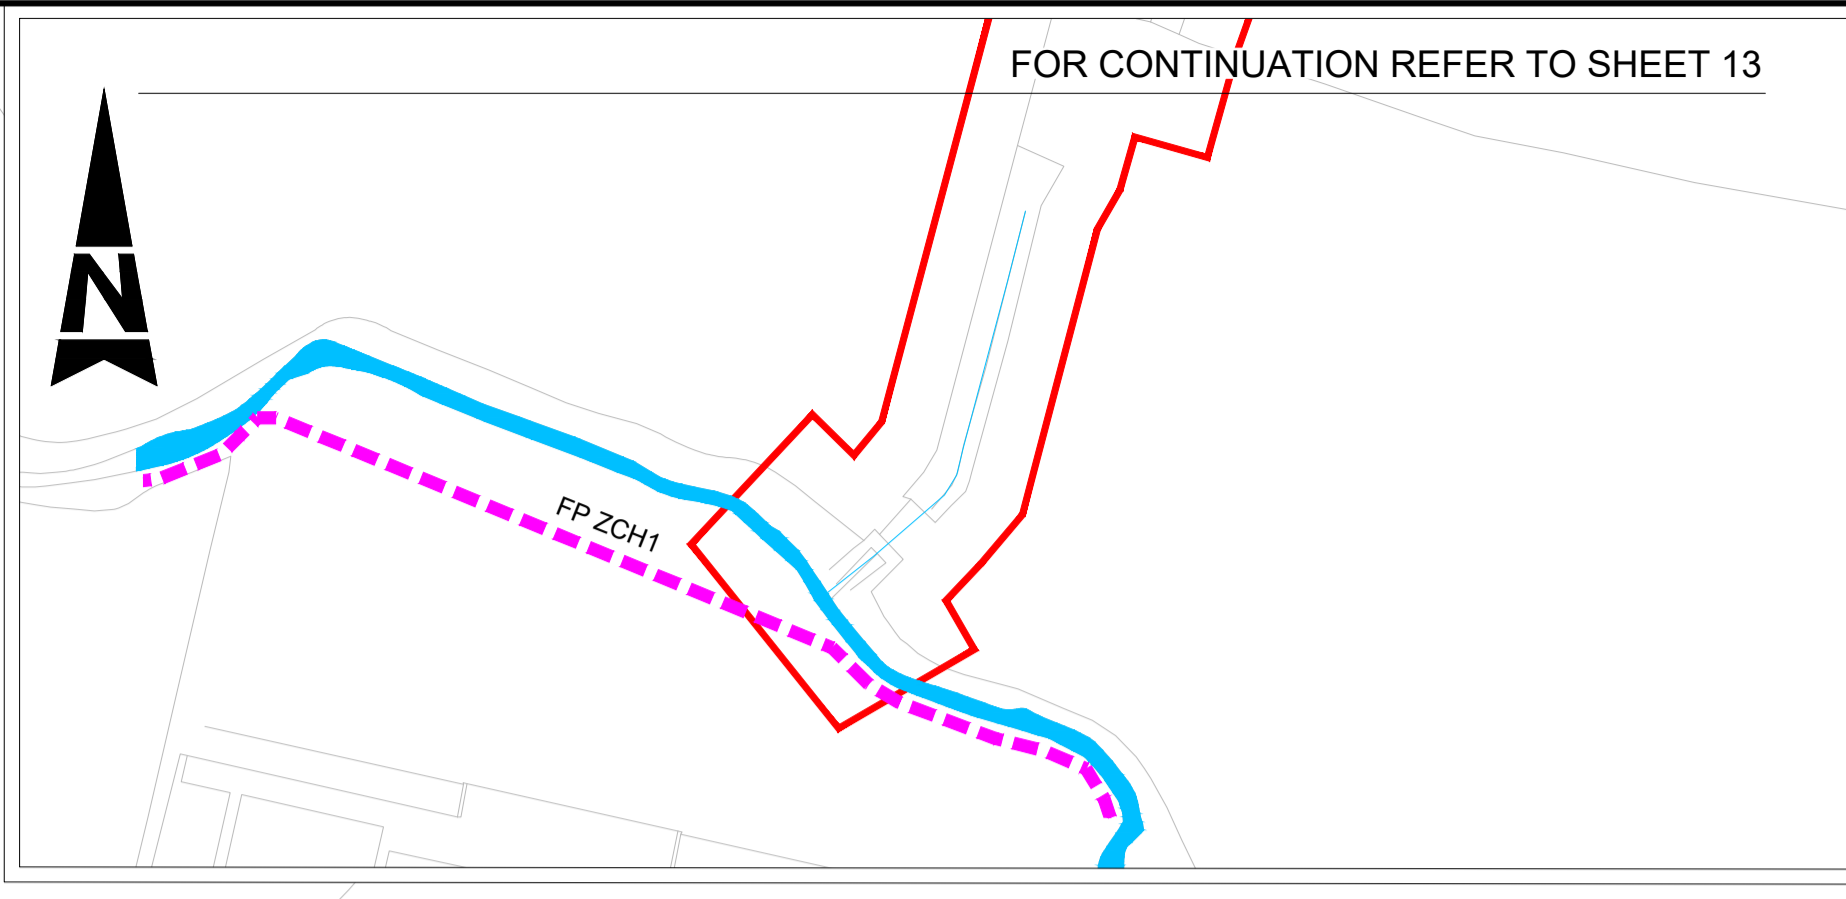 FOR CONTINUATION REFER TO SHEET 13
N
FP ZCH1